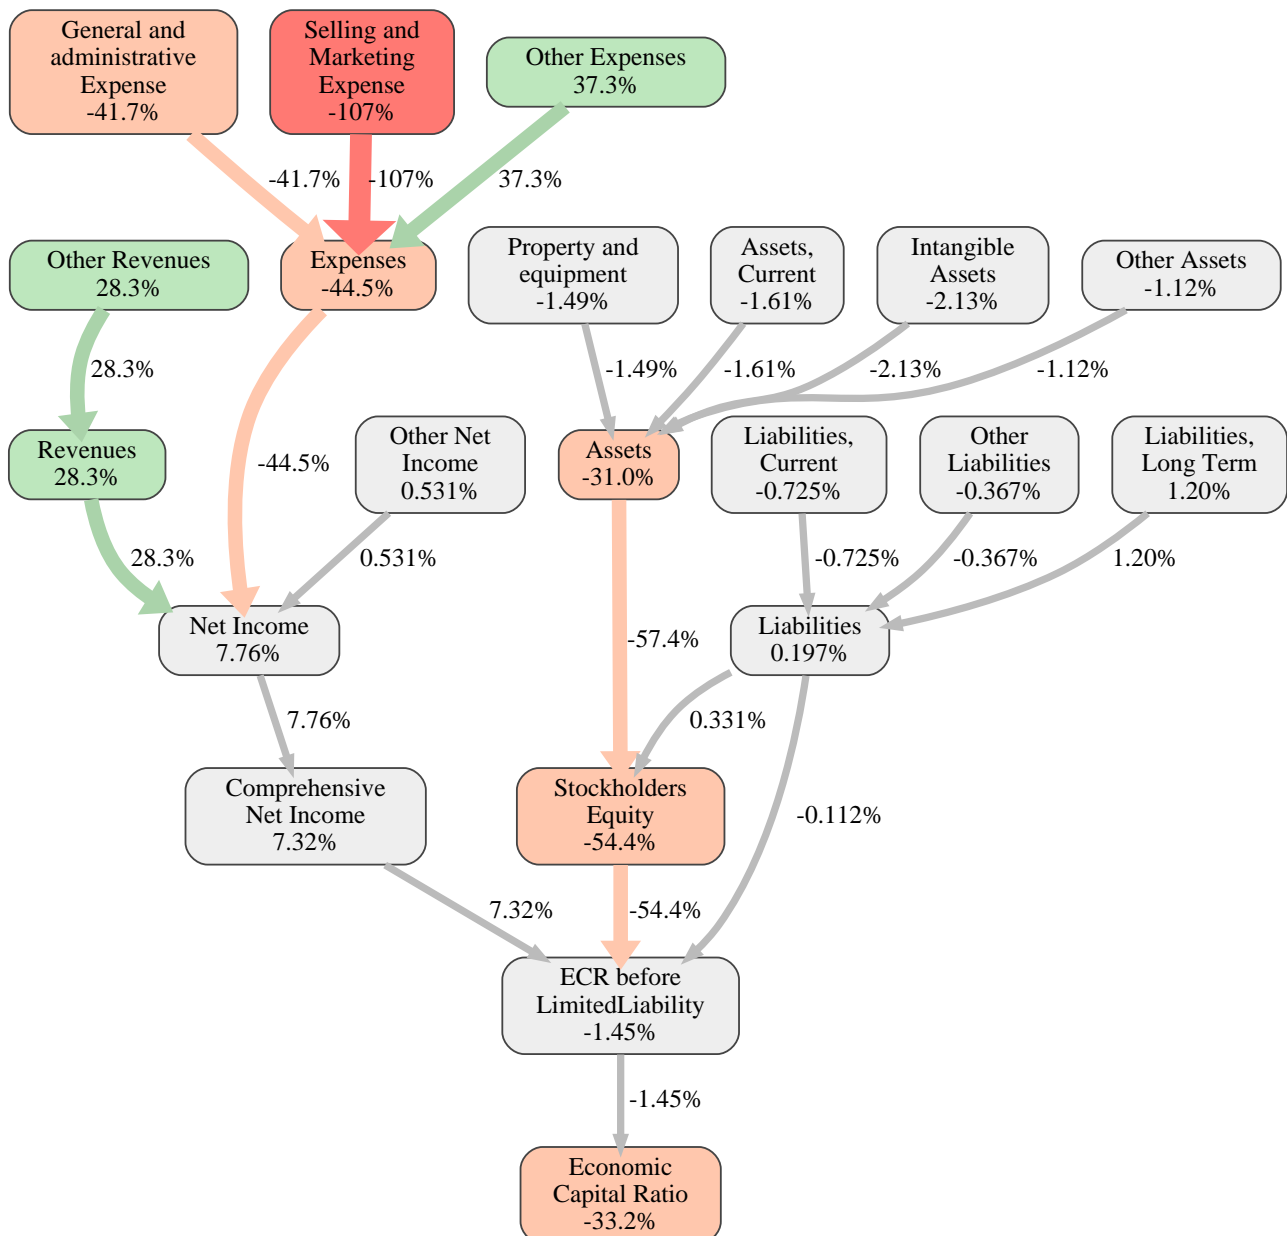 General and
administrative
Expense
-41.7%
Selling and
Marketing
Expense
-107%
Other Expenses
37.3%
-41.7%
-107%
37.3%
Other Revenues
28.3%
Expenses
-44.5%
Property and
equipment
-1.49%
Assets,
Current
-1.61%
Intangible
Assets
-2.13%
Other Assets
-1.12%
28.3%
-44.5%
-1.49%
-1.61%
-2.13%
-1.12%
Revenues
28.3%
Other Net
Income
0.531%
Assets
-31.0%
Liabilities,
Current
-0.725%
Other
Liabilities
-0.367%
Liabilities,
Long Term
1.20%
28.3%
0.531%
-57.4%
-0.725%
-0.367%
1.20%
Net Income
7.76%
Liabilities
0.197%
7.76%
0.331%
-0.112%
Comprehensive
Net Income
7.32%
Stockholders
Equity
-54.4%
7.32%
-54.4%
ECR before
LimitedLiability
-1.45%
-1.45%
Economic
Capital Ratio
-33.2%